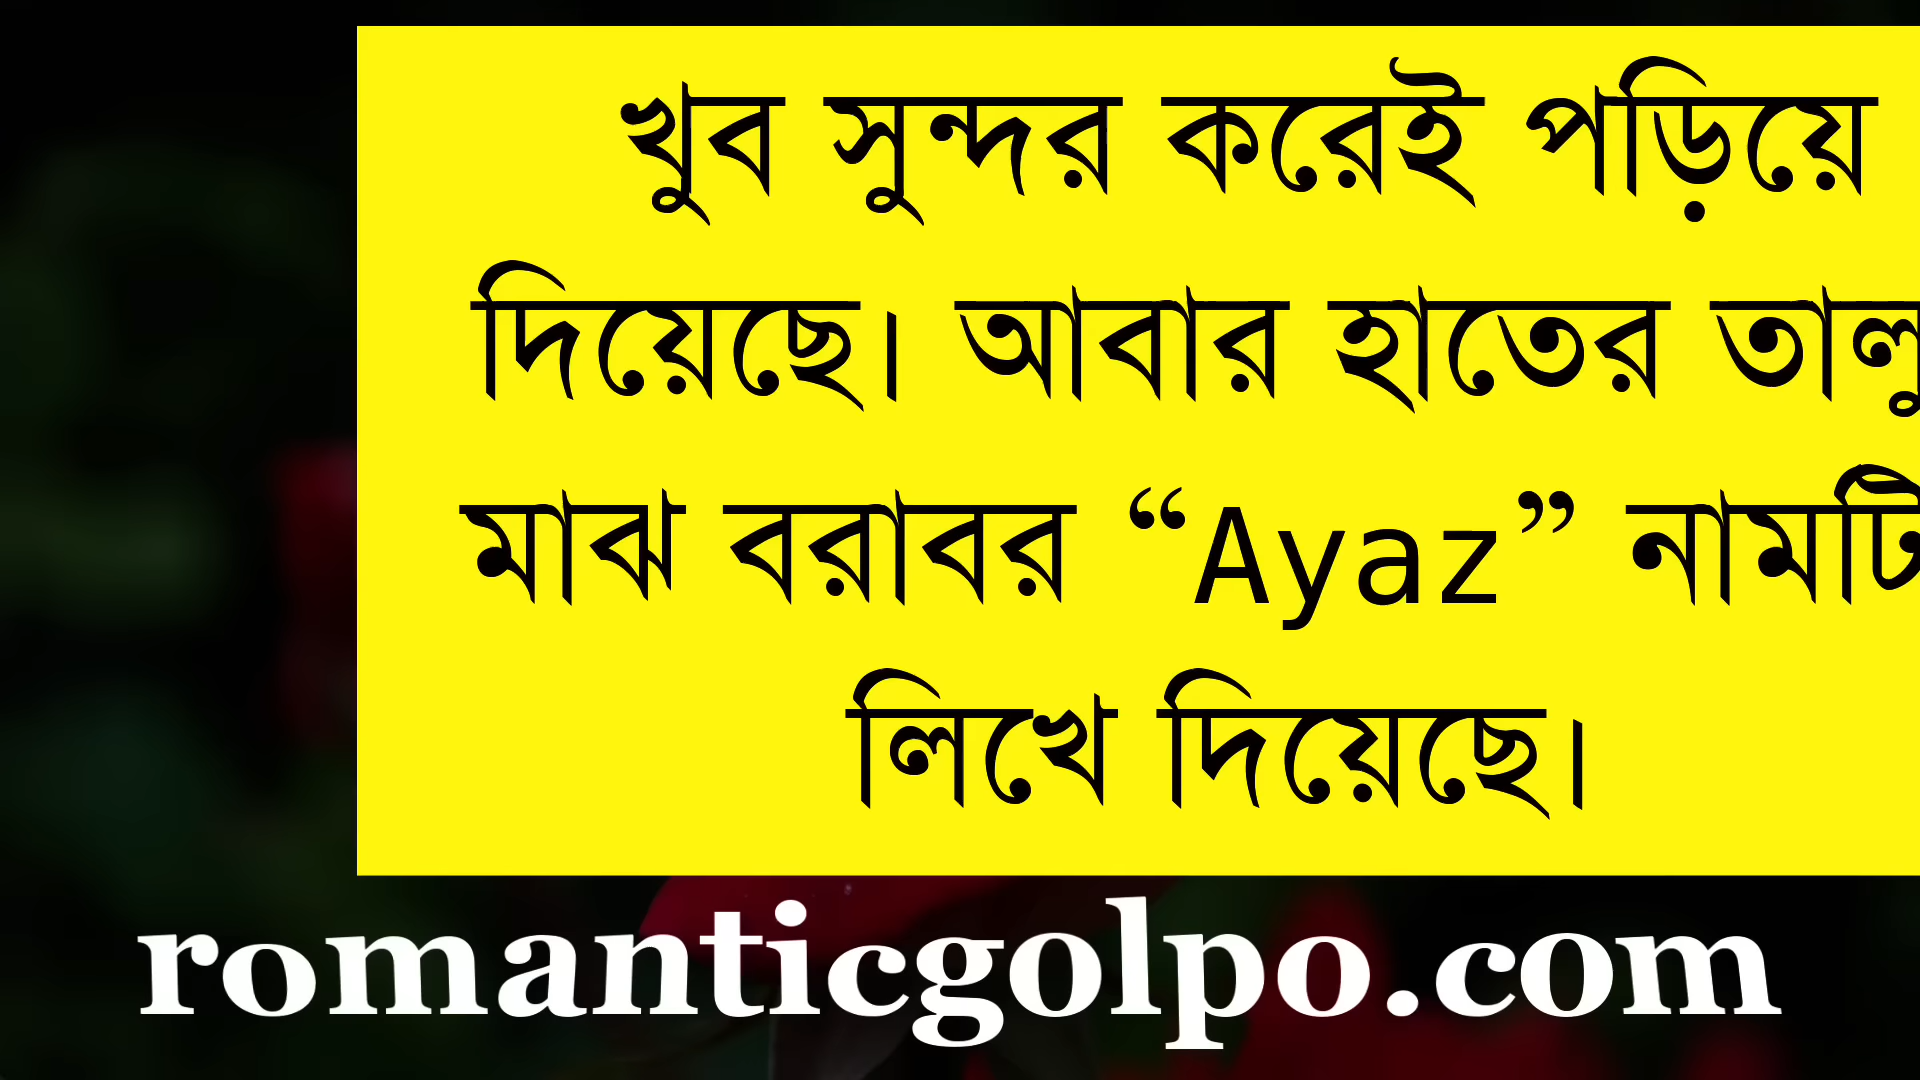 খুব সুন্দর করেই পড়িয়ে
দিয়েছে। আবার হাতের তালু
মাঝ বরাবর “Ayaz” নামটি
লিখে দিয়েছে।
romanticgolpo.com